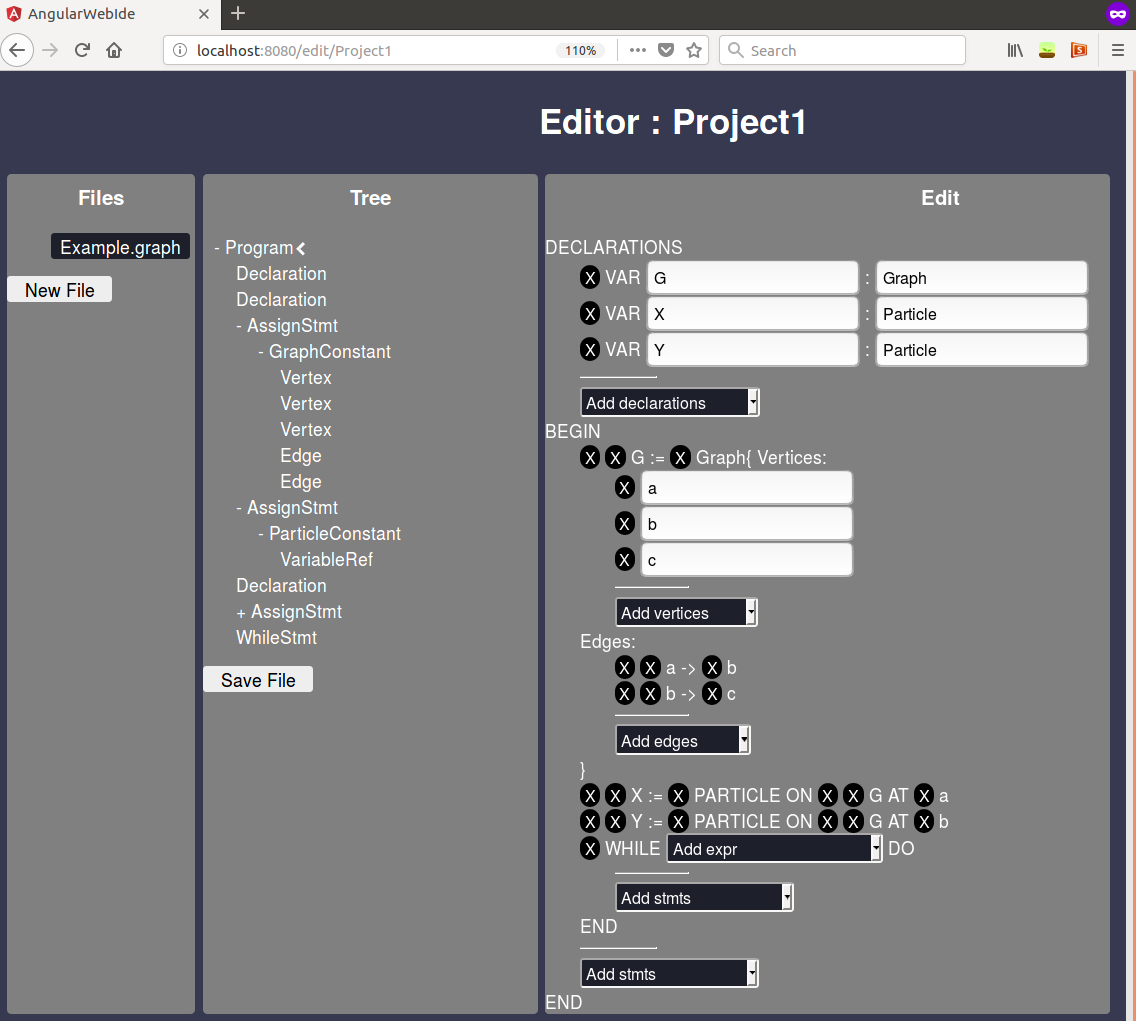 AngularWebIde
localhost:8080/edit/Project1 110% Search
Editor : Project1
Files
Example.graph
New File
Tree
- Program
Declaration
Declaration
- AssignStmt
- GraphConstant
Vertex
Vertex
Vertex
Edge
Edge
- AssignStmt
- ParticleConstant
VariableRef
Declaration
+ AssignStmt
WhileStmt
Save File
Edit
DECLARATIONS
X VAR G : Graph
X VAR X : Particle
X VAR Y : Particle
Add declarations
BEGIN
X X G := X Graph{ Vertices:
X a
X b
X c
Add vertices
Edges:
X X a -> X b
X X b -> X c
Add edges
}
X X X := X PARTICLE ON X X G AT X a
X X Y := X PARTICLE ON X X G AT X b
X WHILE Add expr DO
Add stmts
END
Add stmts
END